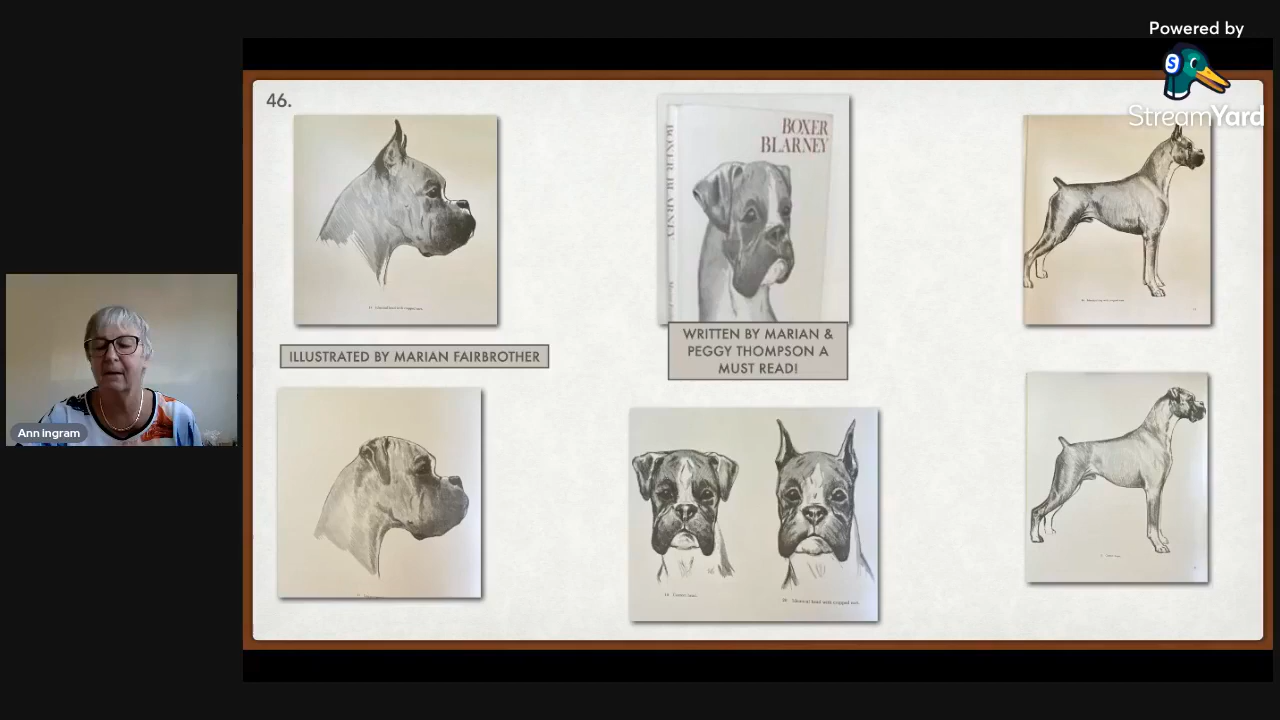 Powered by
StreamYard
46.
BOXER
BLARNEY
BOXER BLARNEY
ILLUSTRATED BY MARIAN FAIRBROTHER
WRITTEN BY MARIAN &
PEGGY THOMPSON A
MUST READ!
Ann Ingram